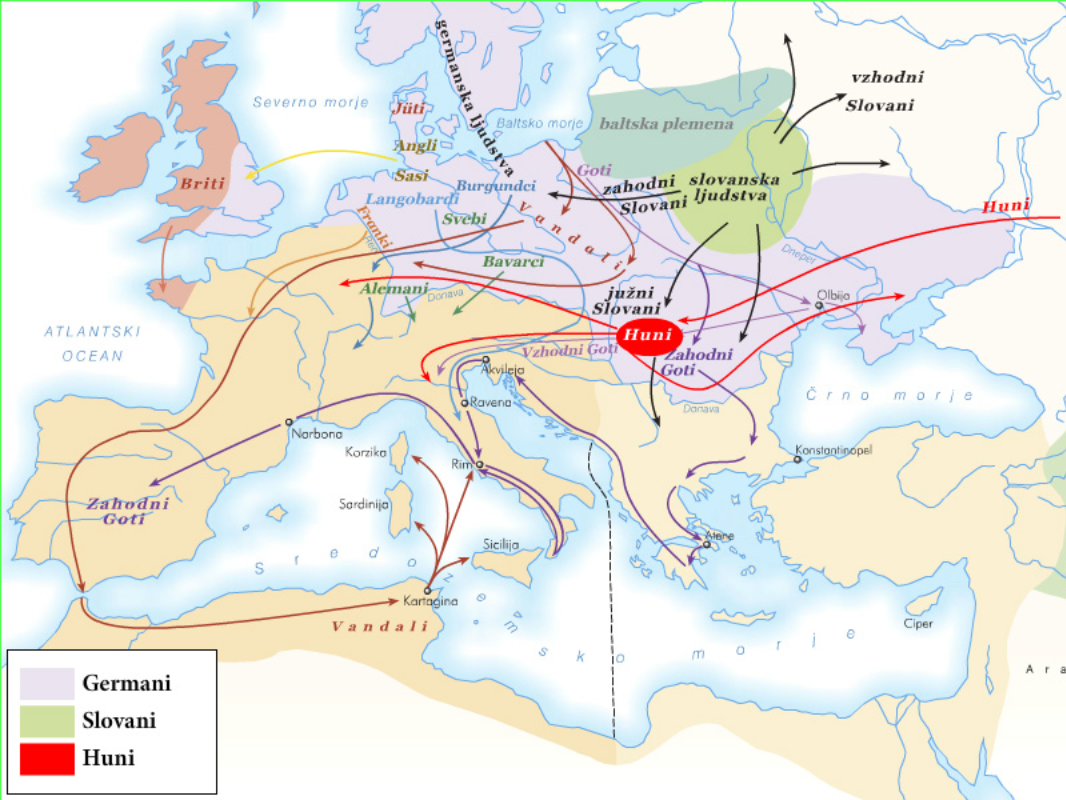 germanska ljudstva
vzhodni
Slovani
Severno morje
Jüti
Baltsko morje
baltska plemena
Angli
Sasi
Goti
Briti
Burgundci
Langobardi
zahodni
Slovani
slovanska
ljudstva
Huni
Franki
Svebi
Vandali
Dneper
Bavarci
Alemani
Donava
južni
Slovani
Olbija
ATLANTSKI
OCEAN
Huni
Vzhodni Goti
Zahodni
Goti
Akvileja
Črno morje
Ravena
Donava
Narbona
Korzika
Rim
Konstantinopel
Sardinija
Zahodni
Goti
Atene
Sicilija
Sredozemsko morje
Kartagina
Vandali
Ciper
Ara
Germani
Slovani
Huni